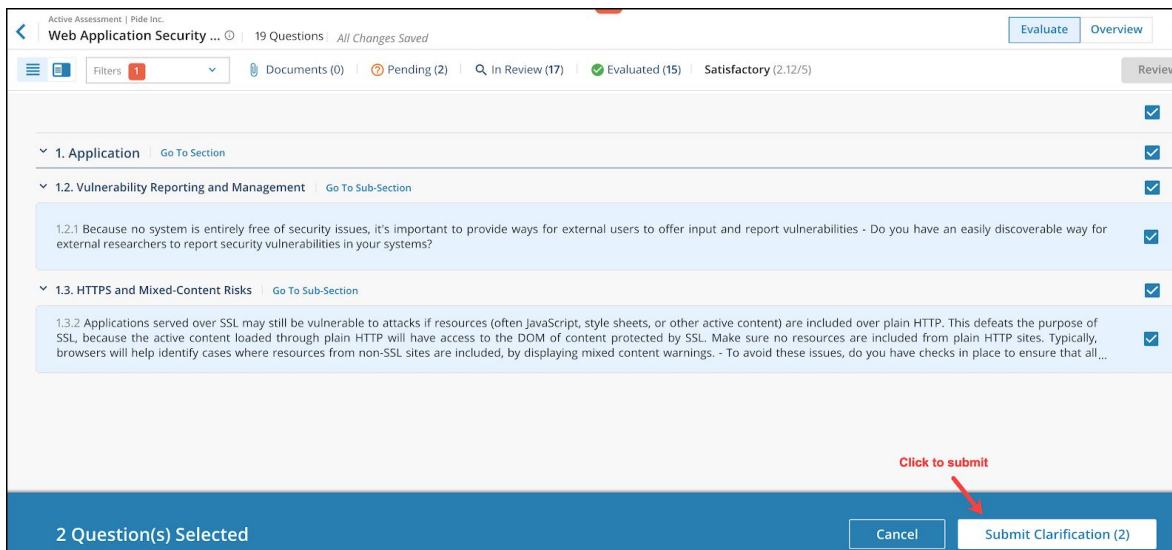 Active Assessment | Pide Inc.
Web Application Security ... 19 Questions All Changes Saved
Evaluate Overview
Filters 1 Documents (0) Pending (2) In Review (17) Evaluated (15) Satisfactory (2.12/5) Review
1. Application Go To Section
1.2. Vulnerability Reporting and Management Go To Sub-Section
1.2.1 Because no system is entirely free of security issues, it's important to provide ways for external users to offer input and report vulnerabilities - Do you have an easily discoverable way for
external researchers to report security vulnerabilities in your systems?
1.3. HTTPS and Mixed-Content Risks Go To Sub-Section
1.3.2 Applications served over SSL may still be vulnerable to attacks if resources (often JavaScript, style sheets, or other active content) are included over plain HTTP. This defeats the purpose of
SSL, because the active content loaded through plain HTTP will have access to the DOM of content protected by SSL. Make sure no resources are included from plain HTTP sites. Typically,
browsers will help identify cases where resources from non-SSL sites are included, by displaying mixed content warnings. - To avoid these issues, do you have checks in place to ensure that all...
Click to submit
2 Question(s) Selected Cancel Submit Clarification (2)